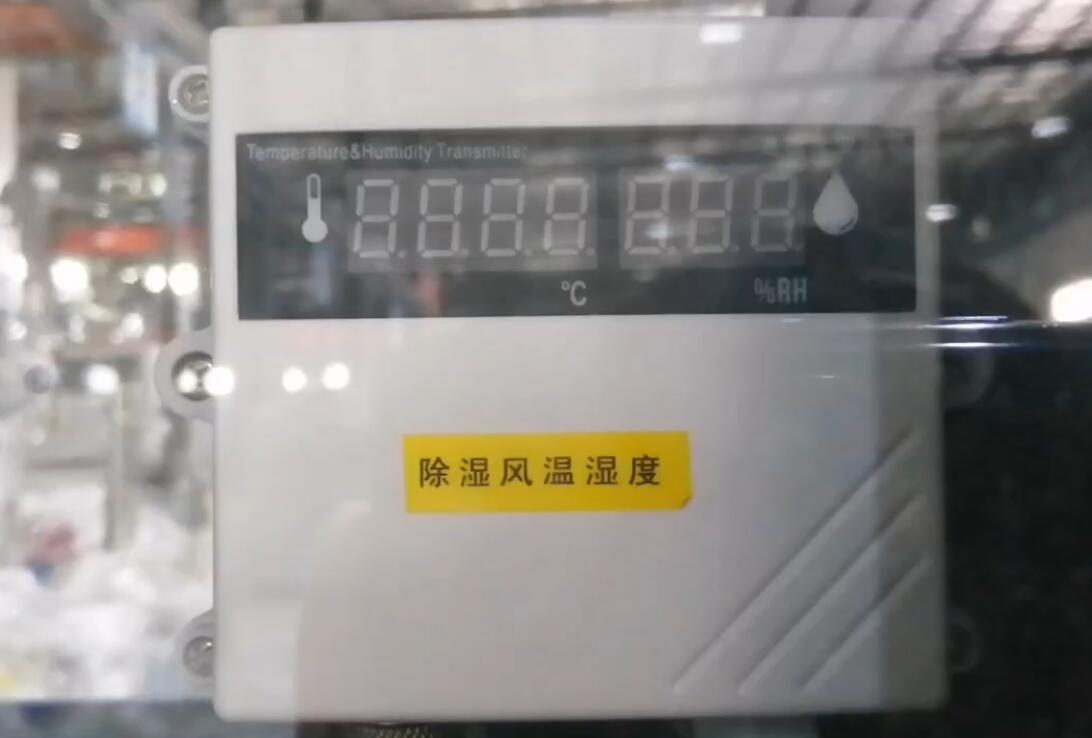 Temperature&Humidity Transmitter
℃ %RH
除湿风温湿度